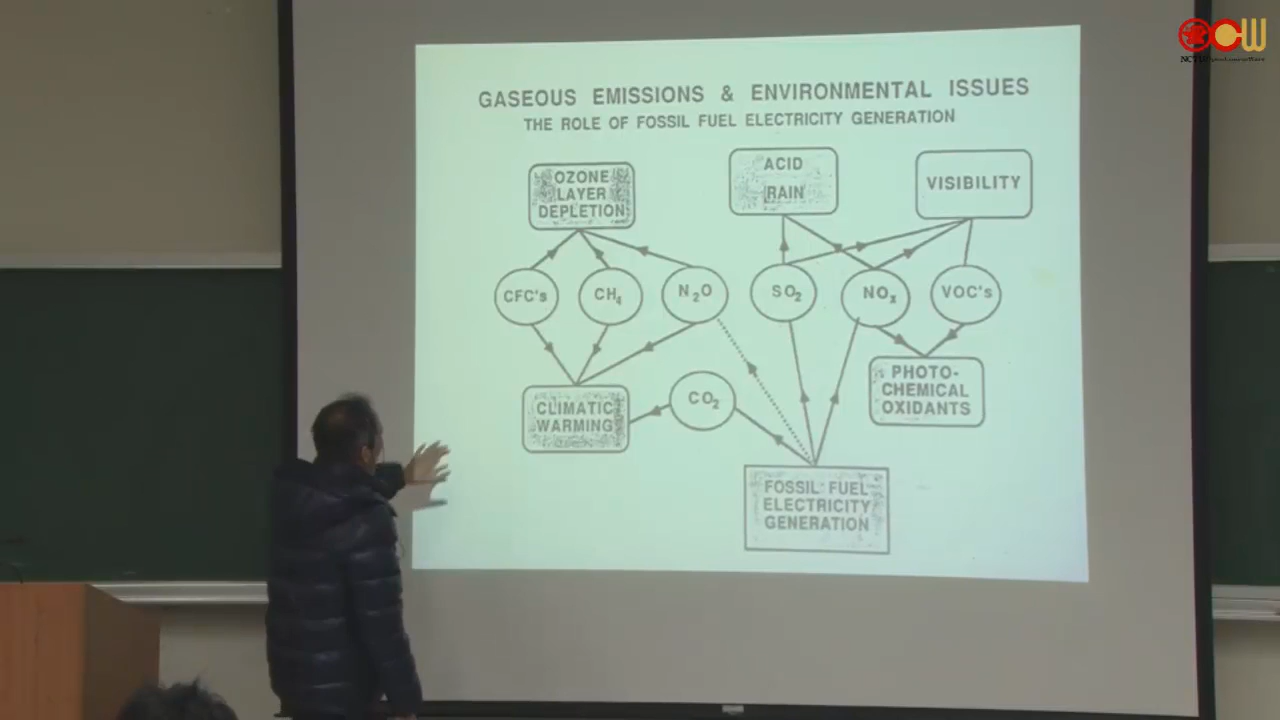 GASEOUS EMISSIONS & ENVIRONMENTAL ISSUES
THE ROLE OF FOSSIL FUEL ELECTRICITY GENERATION
OZONE
LAYER
DEPLETION
ACID
RAIN
VISIBILITY
CFC's
CH₄
N₂O
SO₂
NOₓ
VOC's
CLIMATIC
WARMING
CO₂
PHOTO-
CHEMICAL
OXIDANTS
FOSSIL FUEL
ELECTRICITY
GENERATION
OCW